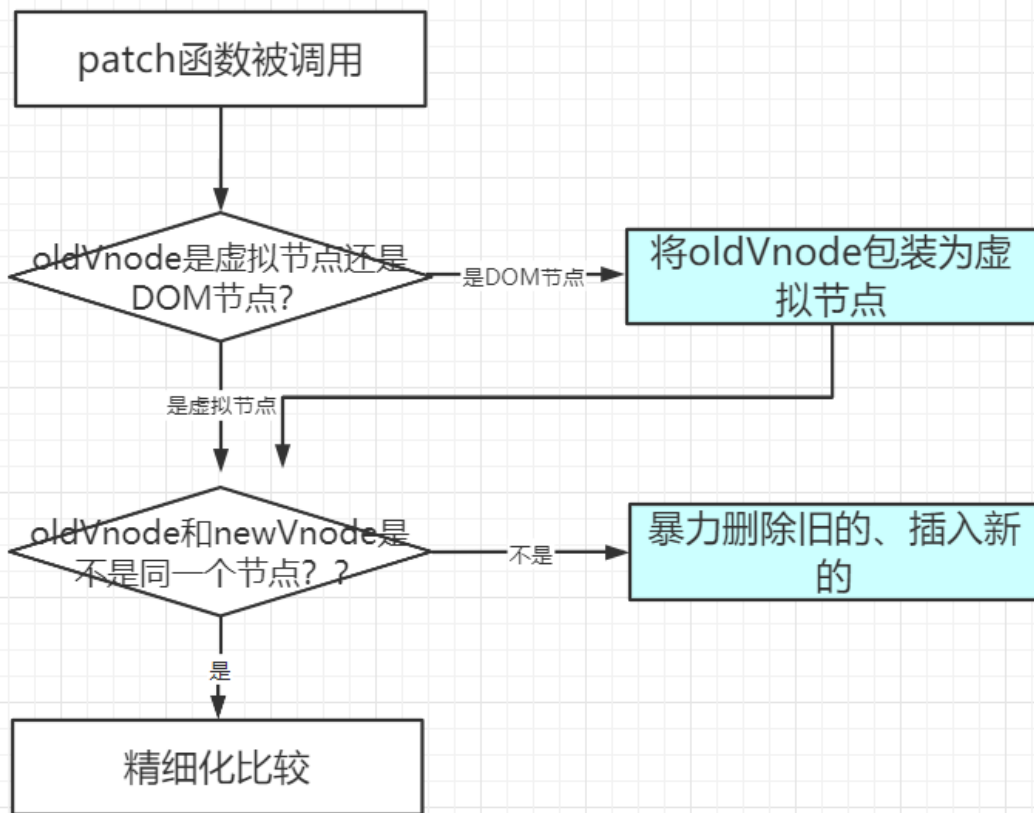 patch函数被调用
oldVnode是虚拟节点还是
DOM节点?
是DOM节点
将oldVnode包装为虚
拟节点
是虚拟节点
oldVnode和newVnode是
不是同一个节点？？
不是
暴力删除旧的、插入新
的
是
精细化比较